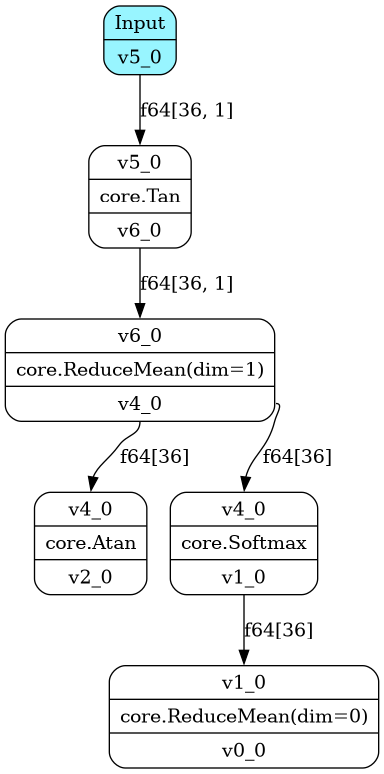 Input
v5_0
f64[36, 1]
v5_0
core.Tan
v6_0
f64[36, 1]
v6_0
core.ReduceMean(dim=1)
v4_0
f64[36]
f64[36]
v4_0
core.Atan
v2_0
v4_0
core.Softmax
v1_0
f64[36]
v1_0
core.ReduceMean(dim=0)
v0_0